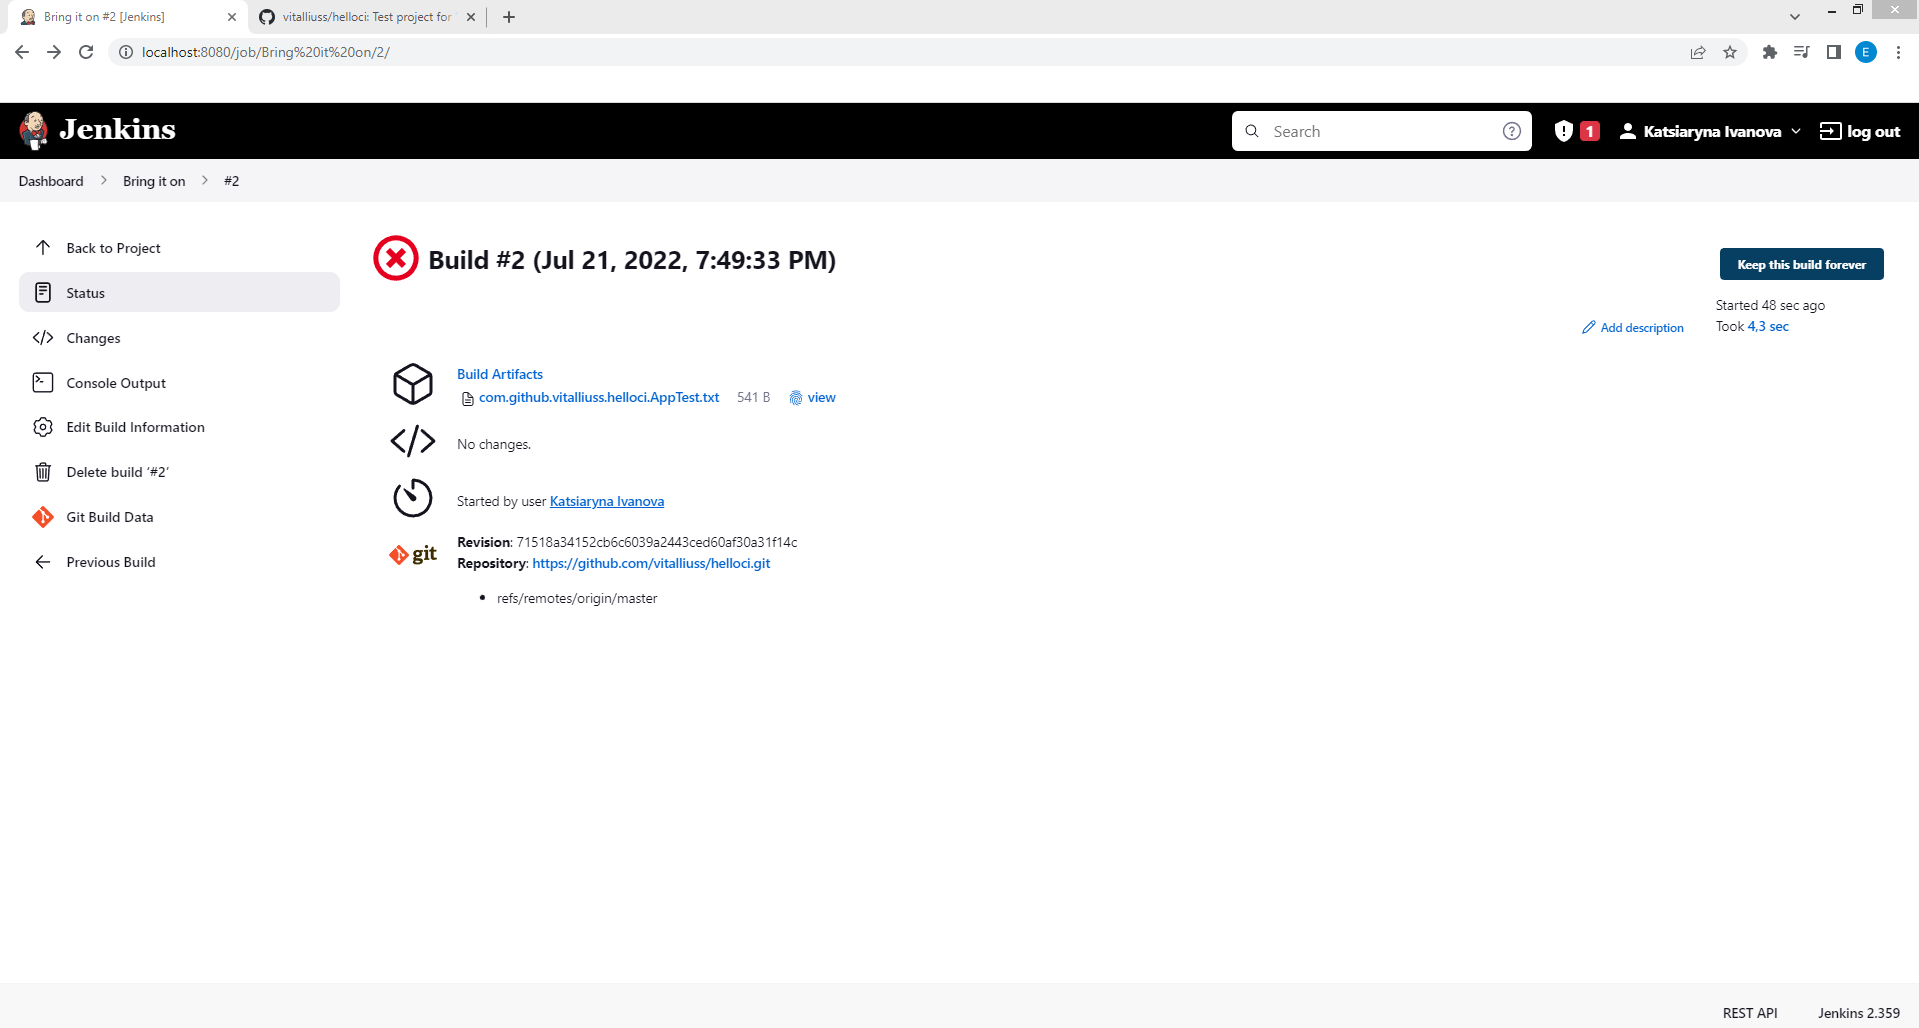 Bring it on #2 [Jenkins]
vitalliuss/helloci: Test project for
localhost:8080/job/Bring%20it%20on/2/
E
Jenkins
Search
1
Katsiaryna Ivanova
log out
Dashboard
Bring it on
#2
Back to Project
Status
Changes
Console Output
Edit Build Information
Delete build ‘#2’
Git Build Data
Previous Build
Build #2 (Jul 21, 2022, 7:49:33 PM)
Keep this build forever
Started 48 sec ago
Took 4,3 sec
Add description
Build Artifacts
com.github.vitalliuss.helloci.AppTest.txt 541 B view
No changes.
Started by user Katsiaryna Ivanova
git
Revision: 71518a34152cb6c6039a2443ced60af30a31f14c
Repository: https://github.com/vitalliuss/helloci.git
• refs/remotes/origin/master
REST API
Jenkins 2.359